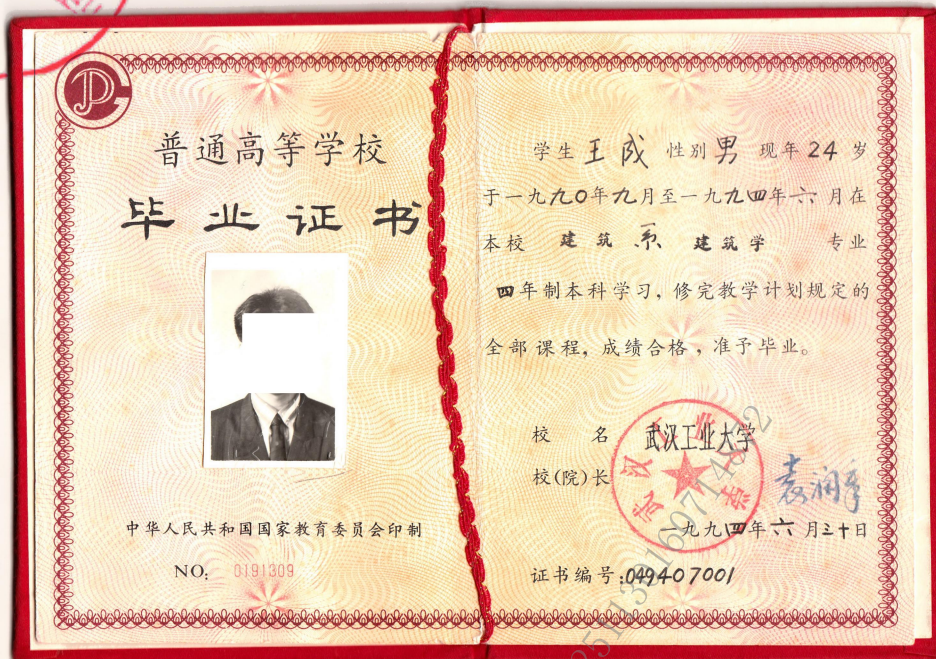 普通高等学校
毕业证书
中华人民共和国国家教育委员会印制
NO: 0191309
学生 王成 性别 男 现年 24 岁
于一九九〇年九月至一九九四年六月在
本校 建筑系 建筑学 专业
四年制本科学习，修完教学计划规定的
全部课程，成绩合格，准予毕业。
校 名 武汉工业大学
校(院)长 袁润章
一九九四年六月三十日
证书编号:049407001